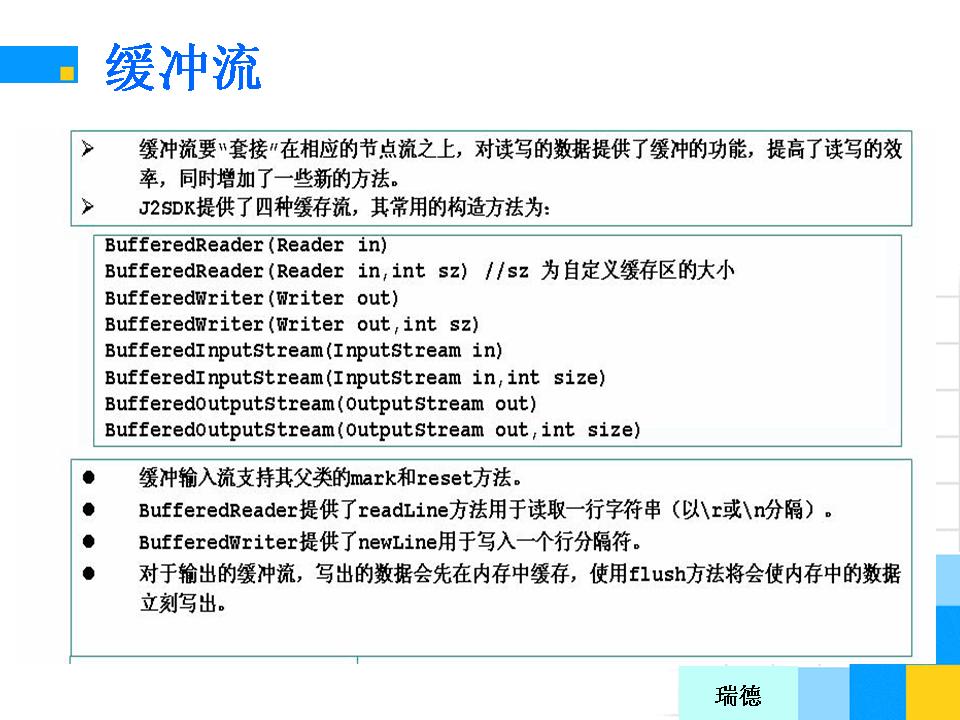 缓冲流
➢ 缓冲流要“套接”在相应的节点流之上，对读写的数据提供了缓冲的功能，提高了读写的效
率，同时增加了一些新的方法。
➢ J2SDK提供了四种缓存流，其常用的构造方法为：
BufferedReader(Reader in)
BufferedReader(Reader in,int sz) //sz 为自定义缓存区的大小
BufferedWriter(Writer out)
BufferedWriter(Writer out,int sz)
BufferedInputStream(InputStream in)
BufferedInputStream(InputStream in,int size)
BufferedOutputStream(OutputStream out)
BufferedOutputStream(OutputStream out,int size)
● 缓冲输入流支持其父类的mark和reset方法。
● BufferedReader提供了readLine方法用于读取一行字符串（以\r或\n分隔）。
● BufferedWriter提供了newLine用于写入一个行分隔符。
● 对于输出的缓冲流，写出的数据会先在内存中缓存，使用flush方法将会使内存中的数据
立刻写出。
瑞德